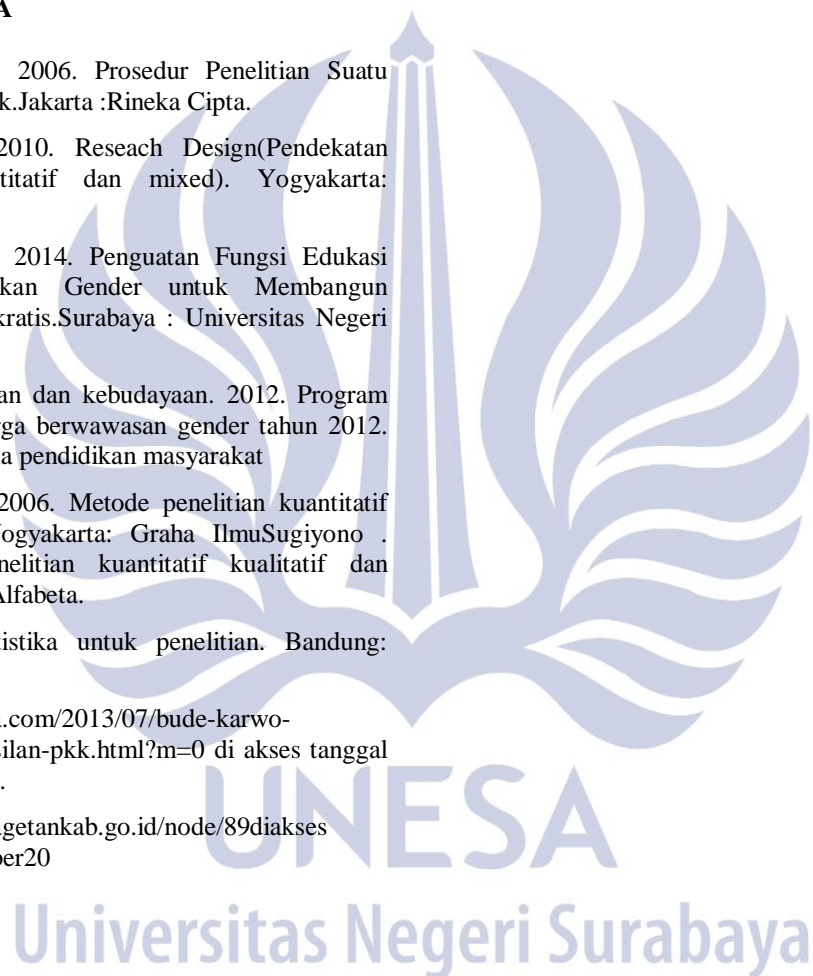 A
2006. Prosedur Penelitian Suatu
k.Jakarta :Rineka Cipta.
2010. Reseach Design(Pendekatan
titatif dan mixed). Yogyakarta:
2014. Penguatan Fungsi Edukasi
kan Gender untuk Membangun
kratis.Surabaya : Universitas Negeri
an dan kebudayaan. 2012. Program
rga berwawasan gender tahun 2012.
a pendidikan masyarakat
2006. Metode penelitian kuantitatif
Yogyakarta: Graha IlmuSugiyono .
nelitian kuantitatif kualitatif dan
Alfabeta.
tistika untuk penelitian. Bandung:
a.com/2013/07/bude-karwo-
silan-pkk.html?m=0 di akses tanggal
.
getankab.go.id/node/89diakses
ber20
UNESA
Universitas Negeri Surabaya